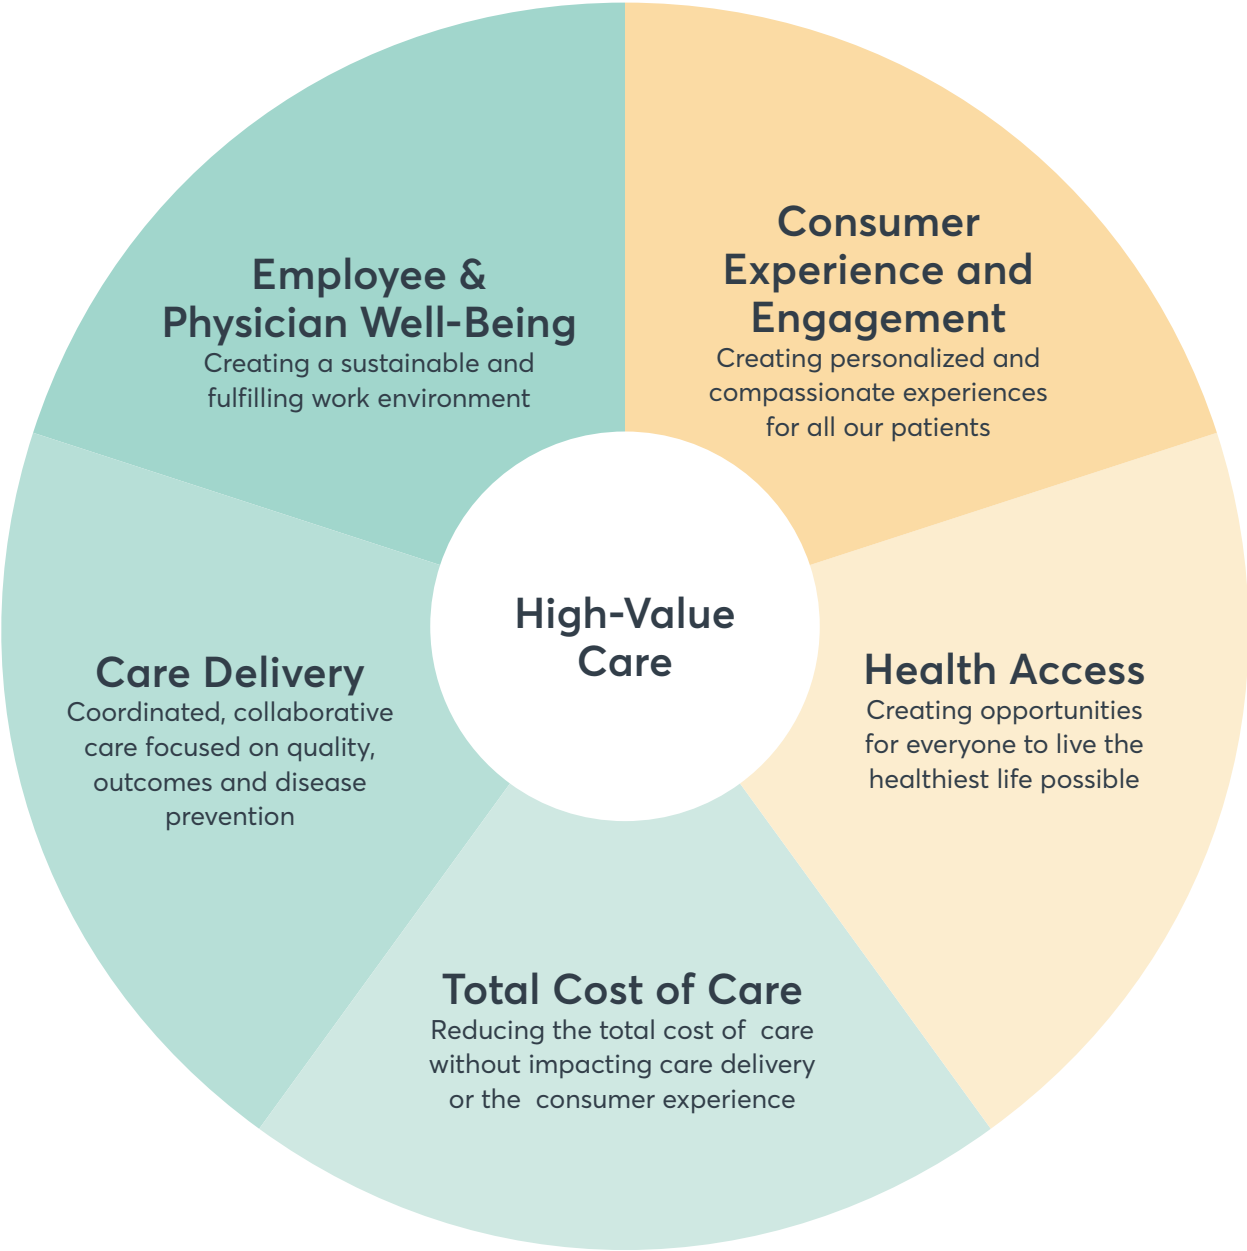 Consumer
Experience and
Engagement
Creating personalized and
compassionate experiences
for all our patients
Health Access
Creating opportunities
for everyone to live the
healthiest life possible
Total Cost of Care
Reducing the total cost of  care
without impacting care delivery
or the  consumer experience
Care Delivery
Coordinated, collaborative
care focused on quality,
outcomes and disease
prevention
Employee &
Physician Well-Being
Creating a sustainable and
fulfilling work environment
High-Value
Care